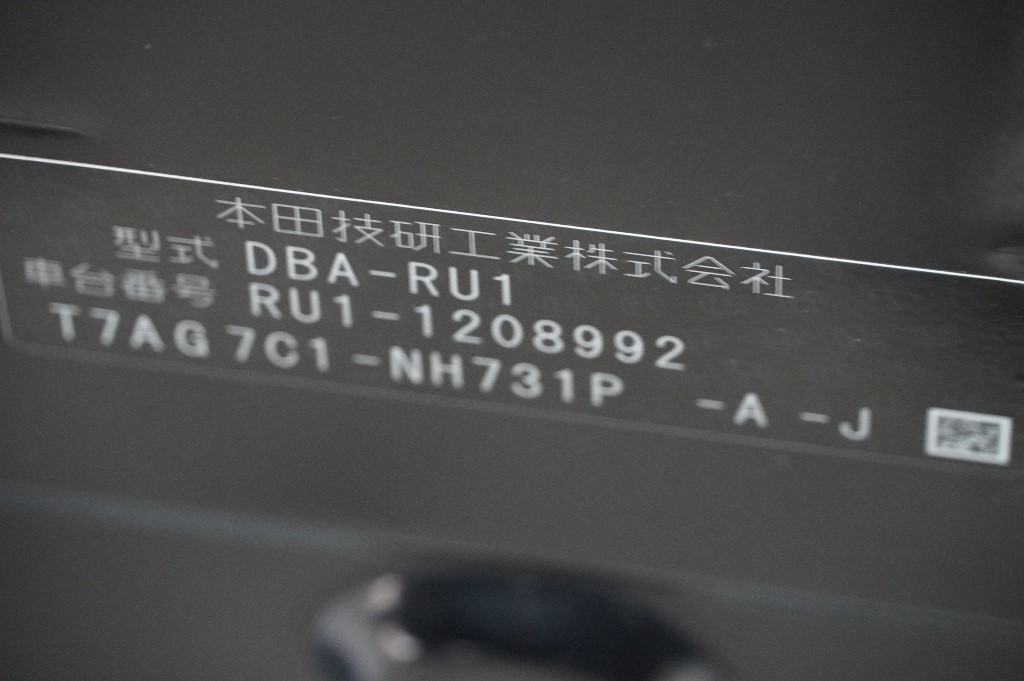 本田技研工業株式会社
型式 DBA-RU1
車台番号 RU1-1208992
T7AG7C1-NH731P -A -J